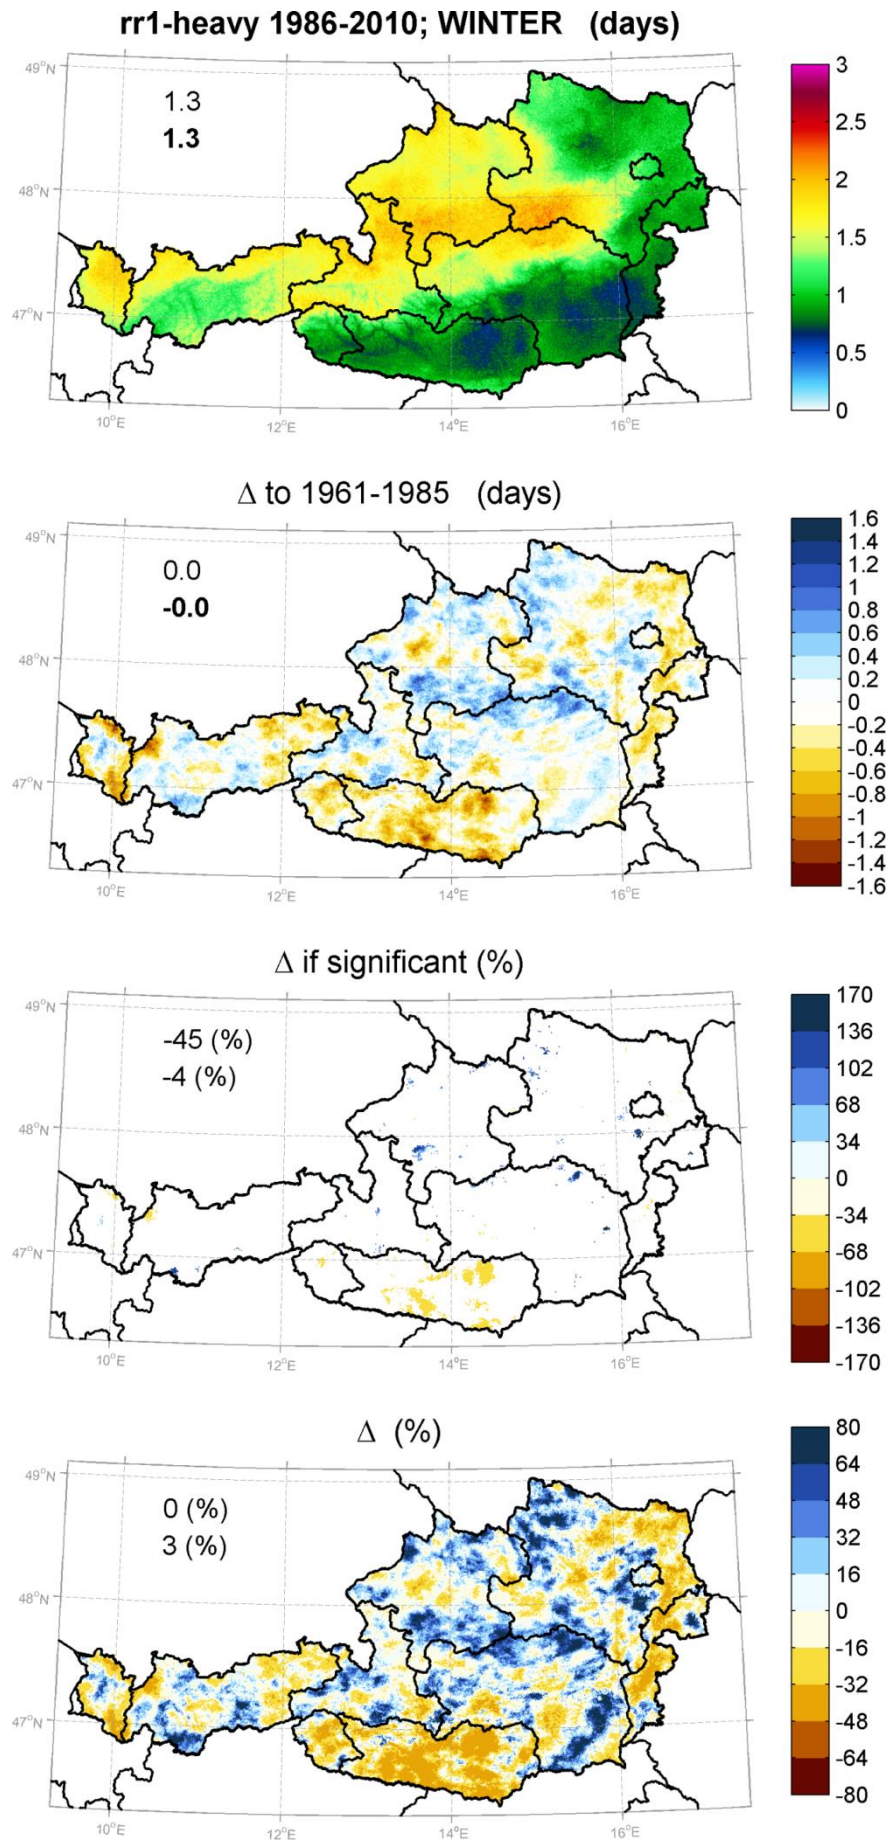 rr1-heavy 1986-2010; WINTER (days)
49°N
48°N
47°N
10°E
12°E
14°E
16°E
1.3
1.3
3
2.5
2
1.5
1
0.5
0
Δ to 1961-1985 (days)
49°N
48°N
47°N
10°E
12°E
14°E
16°E
0.0
-0.0
1.6
1.4
1.2
1
0.8
0.6
0.4
0.2
0
-0.2
-0.4
-0.6
-0.8
-1
-1.2
-1.4
-1.6
Δ if significant (%)
49°N
48°N
47°N
10°E
12°E
14°E
16°E
-45 (%)
-4 (%)
170
136
102
68
34
0
-34
-68
-102
-136
-170
Δ (%)
49°N
48°N
47°N
10°E
12°E
14°E
16°E
0 (%)
3 (%)
80
64
48
32
16
0
-16
-32
-48
-64
-80